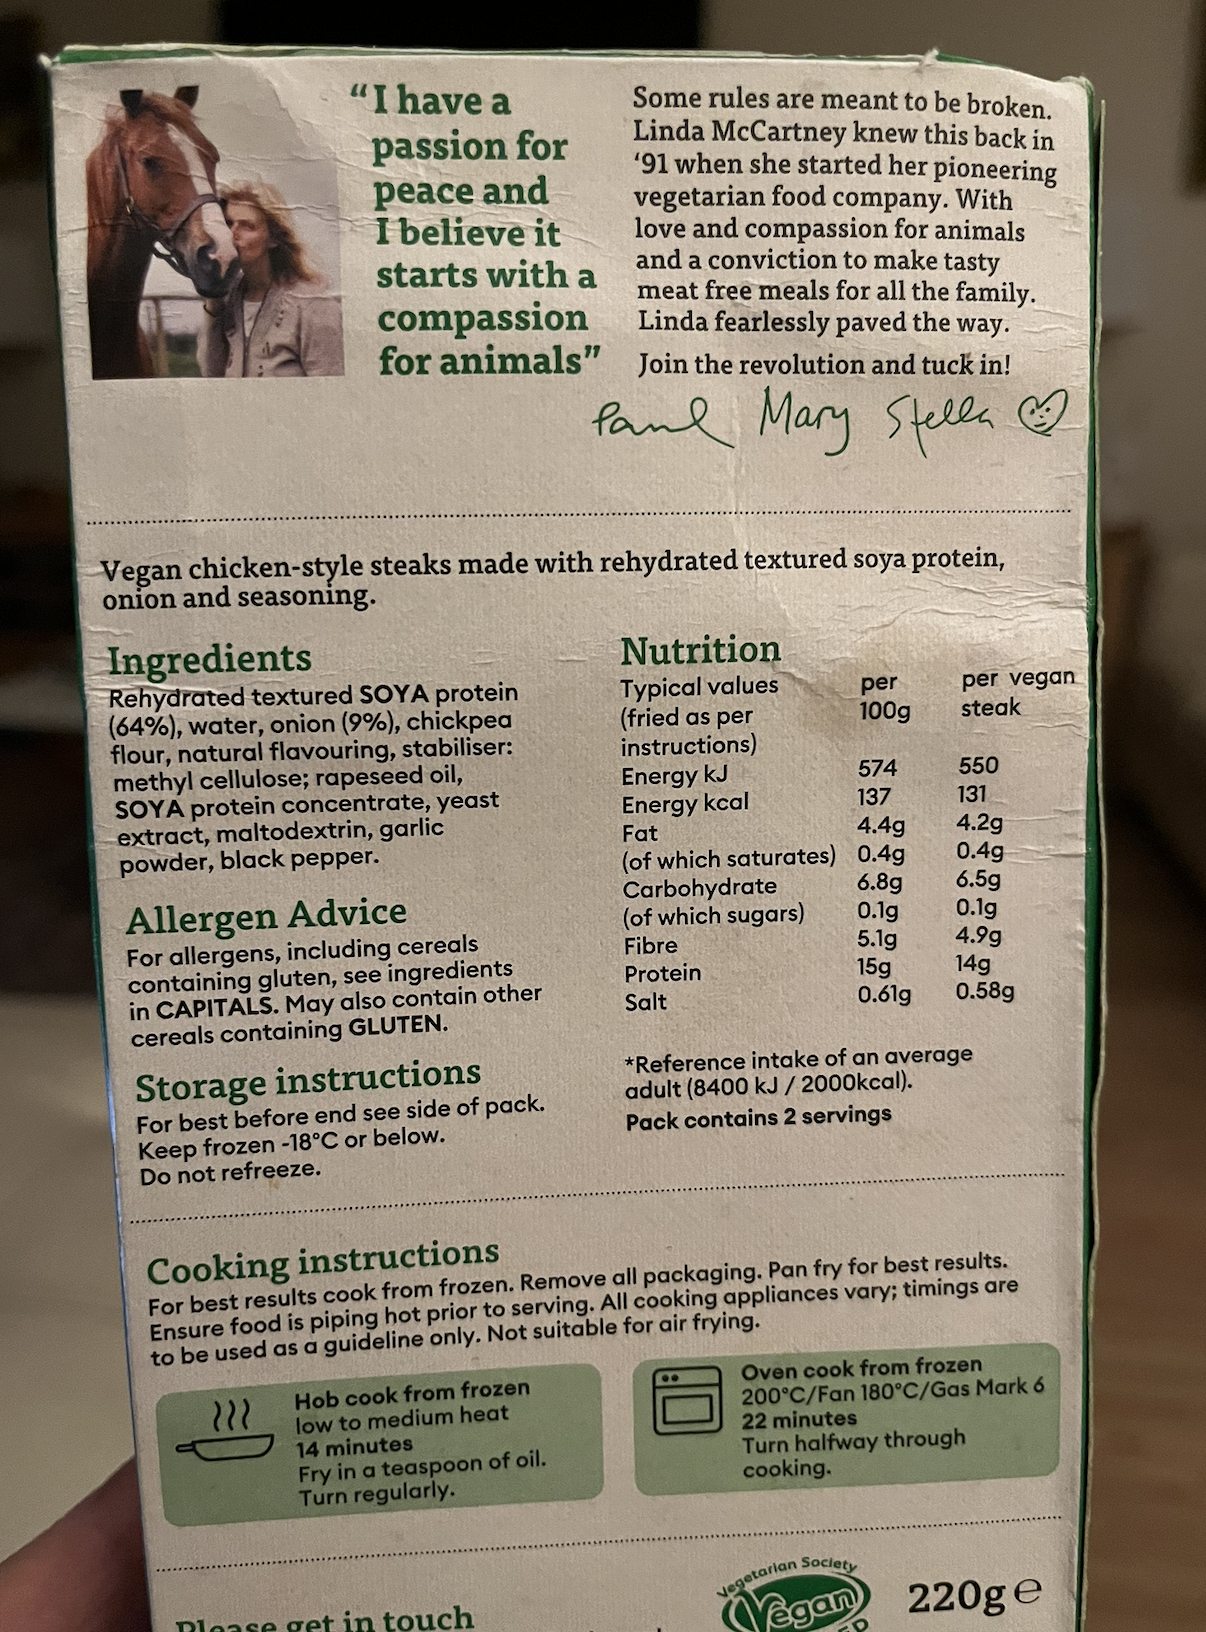 "I have a
passion for
peace and
I believe it
starts with a
compassion
for animals"
Some rules are meant to be broken.
Linda McCartney knew this back in
'91 when she started her pioneering
vegetarian food company. With
love and compassion for animals
and a conviction to make tasty
meat free meals for all the family.
Linda fearlessly paved the way.
Join the revolution and tuck in!
Paul Mary Stella
Vegan chicken-style steaks made with rehydrated textured soya protein,
onion and seasoning.
Ingredients
Rehydrated textured SOYA protein
(64%), water, onion (9%), chickpea
flour, natural flavouring, stabiliser:
methyl cellulose; rapeseed oil,
SOYA protein concentrate, yeast
extract, maltodextrin, garlic
powder, black pepper.
Allergen Advice
For allergens, including cereals
containing gluten, see ingredients
in CAPITALS. May also contain other
cereals containing GLUTEN.
Storage instructions
For best before end see side of pack.
Keep frozen -18°C or below.
Do not refreeze.
Nutrition
Typical values per per vegan
(fried as per 100g steak
instructions)
Energy kJ 574 550
Energy kcal 137 131
Fat 4.4g 4.2g
(of which saturates) 0.4g 0.4g
Carbohydrate 6.8g 6.5g
(of which sugars) 0.1g 0.1g
Fibre 5.1g 4.9g
Protein 15g 14g
Salt 0.61g 0.58g
*Reference intake of an average
adult (8400 kJ / 2000kcal).
Pack contains 2 servings
Cooking instructions
For best results cook from frozen. Remove all packaging. Pan fry for best results.
Ensure food is piping hot prior to serving. All cooking appliances vary; timings are
to be used as a guideline only. Not suitable for air frying.
Hob cook from frozen
low to medium heat
14 minutes
Fry in a teaspoon of oil.
Turn regularly.
Oven cook from frozen
200°C/Fan 180°C/Gas Mark 6
22 minutes
Turn halfway through
cooking.
Please get in touch
Vegetarian Society
Vegan
220g ℮